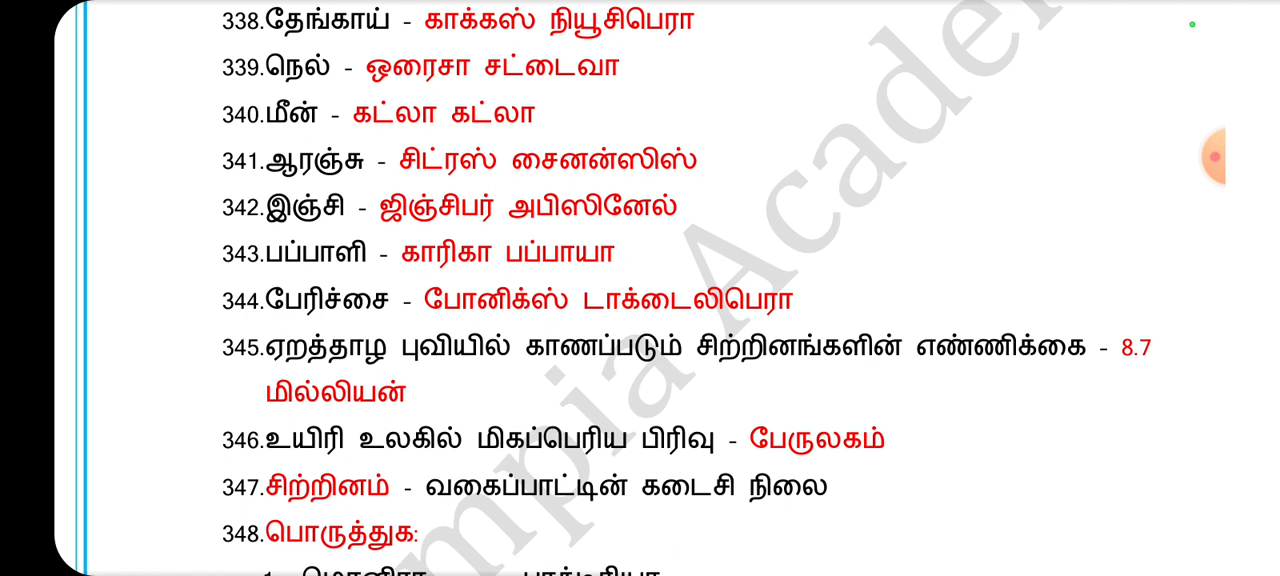 338.தேங்காய் - காக்கஸ் நியூசிபெரா
339.நெல் - ஒரைசா சட்டைவா
340.மீன் - கட்லா கட்லா
341.ஆரஞ்சு - சிட்ரஸ் சைனன்ஸிஸ்
342.இஞ்சி - ஜிஞ்சிபர் அபிஸினேல்
343.பப்பாளி - காரிகா பப்பாயா
344.பேரிச்சை - போனிக்ஸ் டாக்டைலிபெரா
345.ஏறத்தாழ புவியில் காணப்படும் சிற்றினங்களின் எண்ணிக்கை - 8.7
மில்லியன்
346.உயிரி உலகில் மிகப்பெரிய பிரிவு - பேருலகம்
347.சிற்றினம் - வகைப்பாட்டின் கடைசி நிலை
348.பொருத்துக: